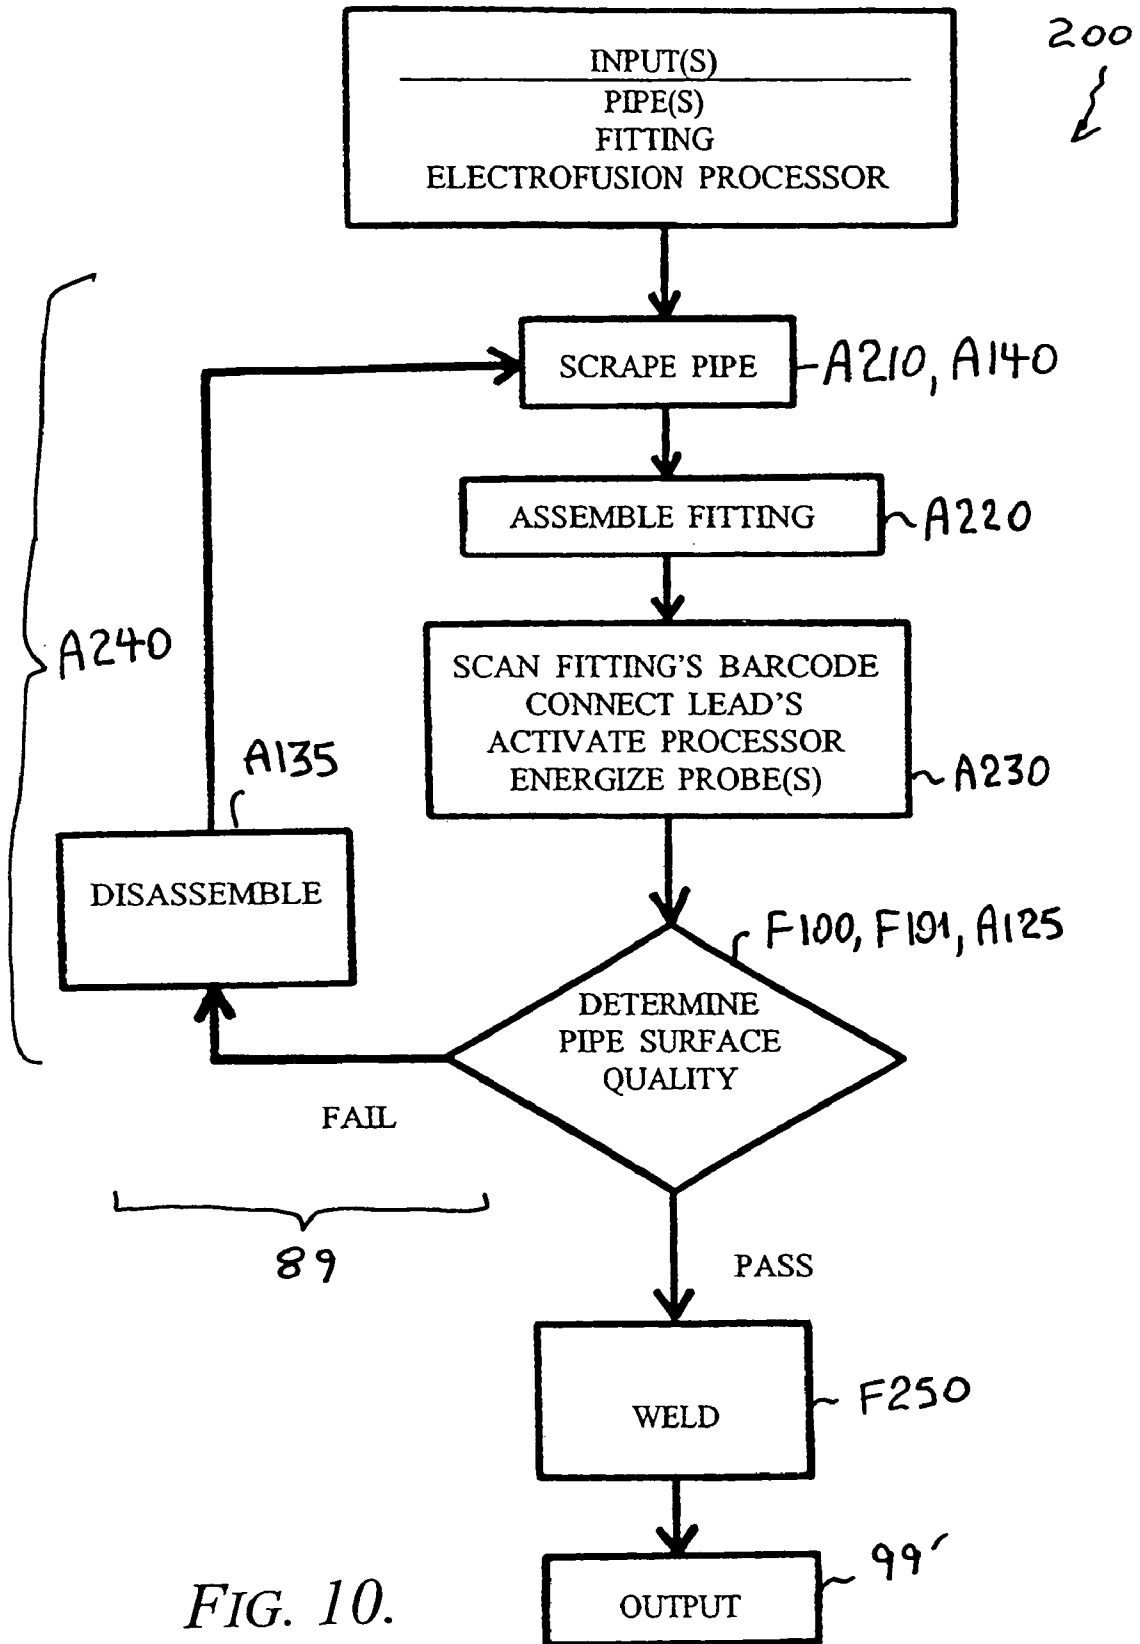 200
INPUT(S)
PIPE(S)
FITTING
ELECTROFUSION PROCESSOR
SCRAPE PIPE
A210, A140
ASSEMBLE FITTING
A220
SCAN FITTING'S BARCODE
CONNECT LEAD'S
ACTIVATE PROCESSOR
ENERGIZE PROBE(S)
A230
A240
A135
DISASSEMBLE
F100, F191, A125
DETERMINE
PIPE SURFACE
QUALITY
FAIL
89
PASS
WELD
F250
OUTPUT
99'
FIG. 10.